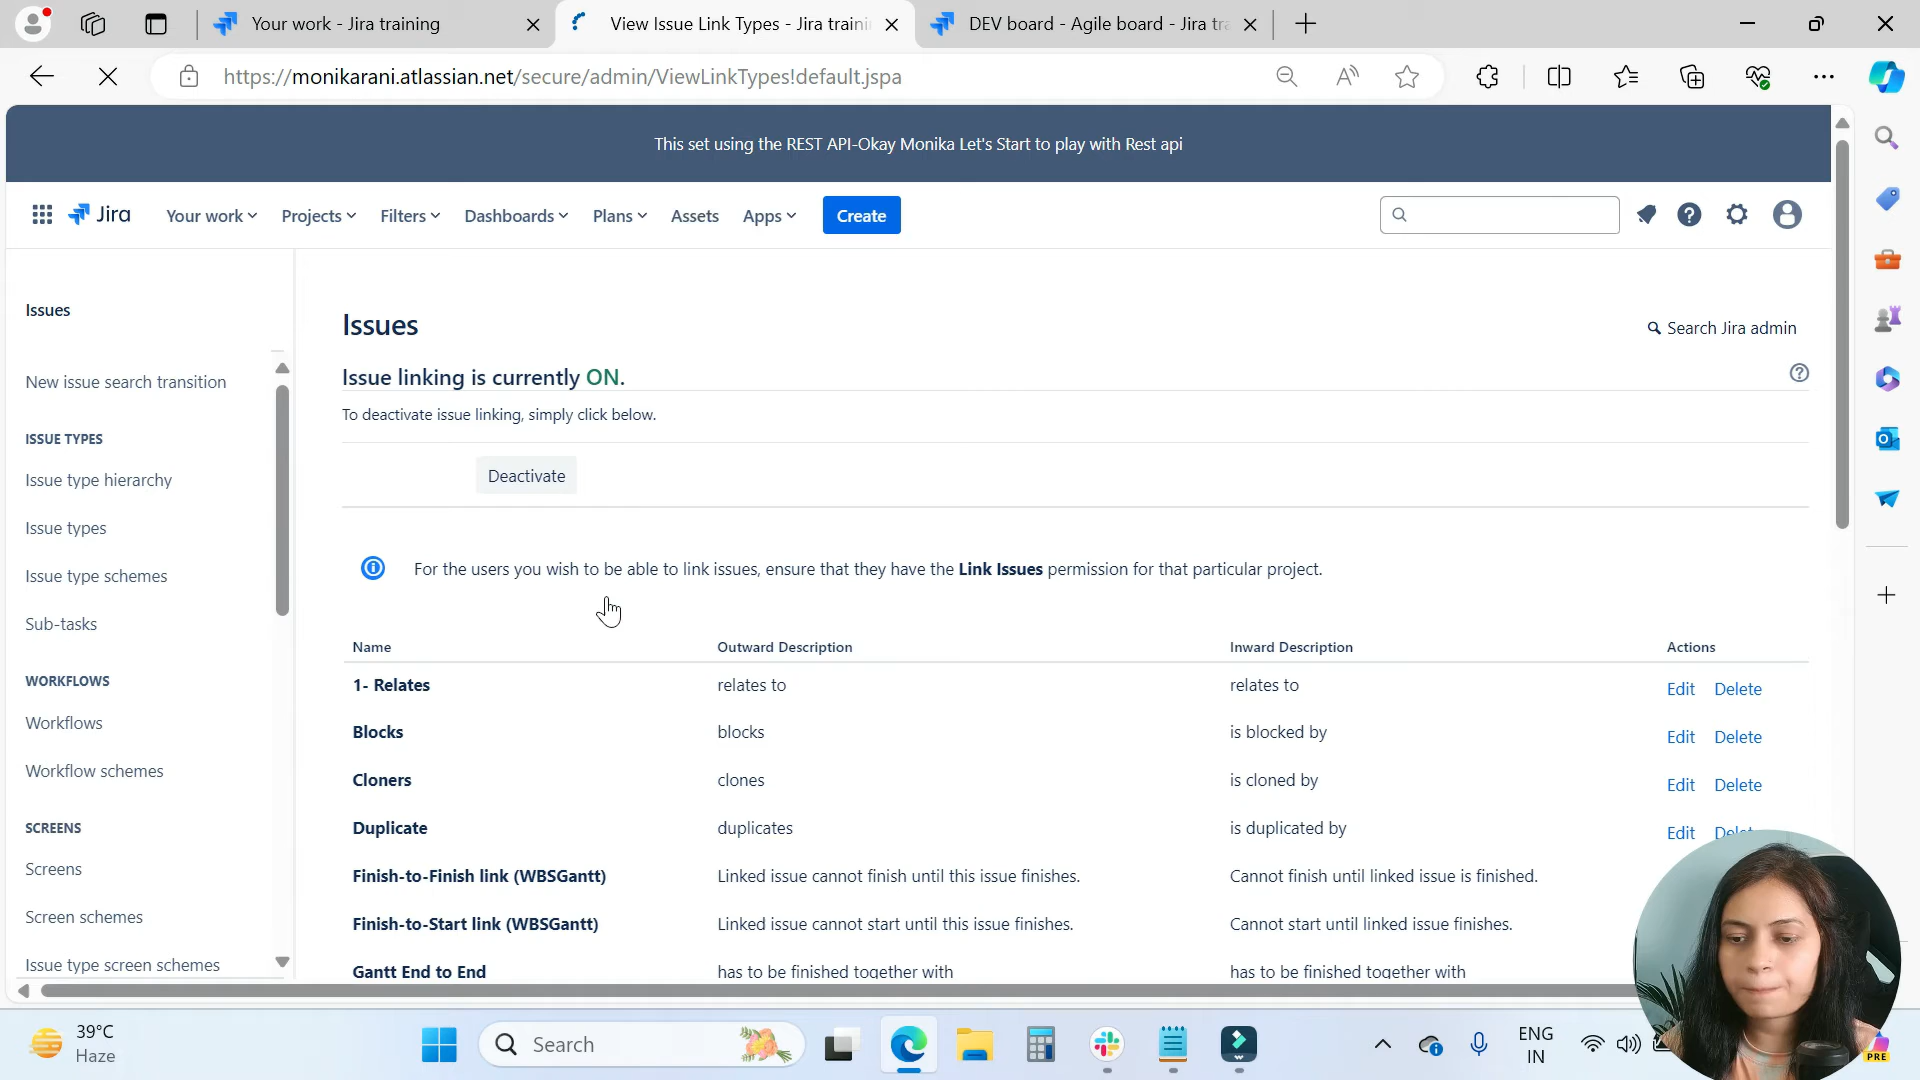 Your work - Jira training
View Issue Link Types - Jira traini
DEV board - Agile board - Jira tra
https://monikarani.atlassian.net/secure/admin/ViewLinkTypes!default.jspa
This set using the REST API-Okay Monika Let's Start to play with Rest api
Jira
Your work
Projects
Filters
Dashboards
Plans
Assets
Apps
Create
Issues
New issue search transition
ISSUE TYPES
Issue type hierarchy
Issue types
Issue type schemes
Sub-tasks
WORKFLOWS
Workflows
Workflow schemes
SCREENS
Screens
Screen schemes
Issue type screen schemes
Issues
Search Jira admin
Issue linking is currently ON.
To deactivate issue linking, simply click below.
Deactivate
For the users you wish to be able to link issues, ensure that they have the Link Issues permission for that particular project.
Name Outward Description Inward Description Actions
1- Relates relates to relates to Edit Delete
Blocks blocks is blocked by Edit Delete
Cloners clones is cloned by Edit Delete
Duplicate duplicates is duplicated by Edit
Finish-to-Finish link (WBSGantt) Linked issue cannot finish until this issue finishes. Cannot finish until linked issue is finished.
Finish-to-Start link (WBSGantt) Linked issue cannot start until this issue finishes. Cannot start until linked issue finishes.
Gantt End to End has to be finished together with has to be finished together with
39°C
Haze
Search
ENG
IN
PRE